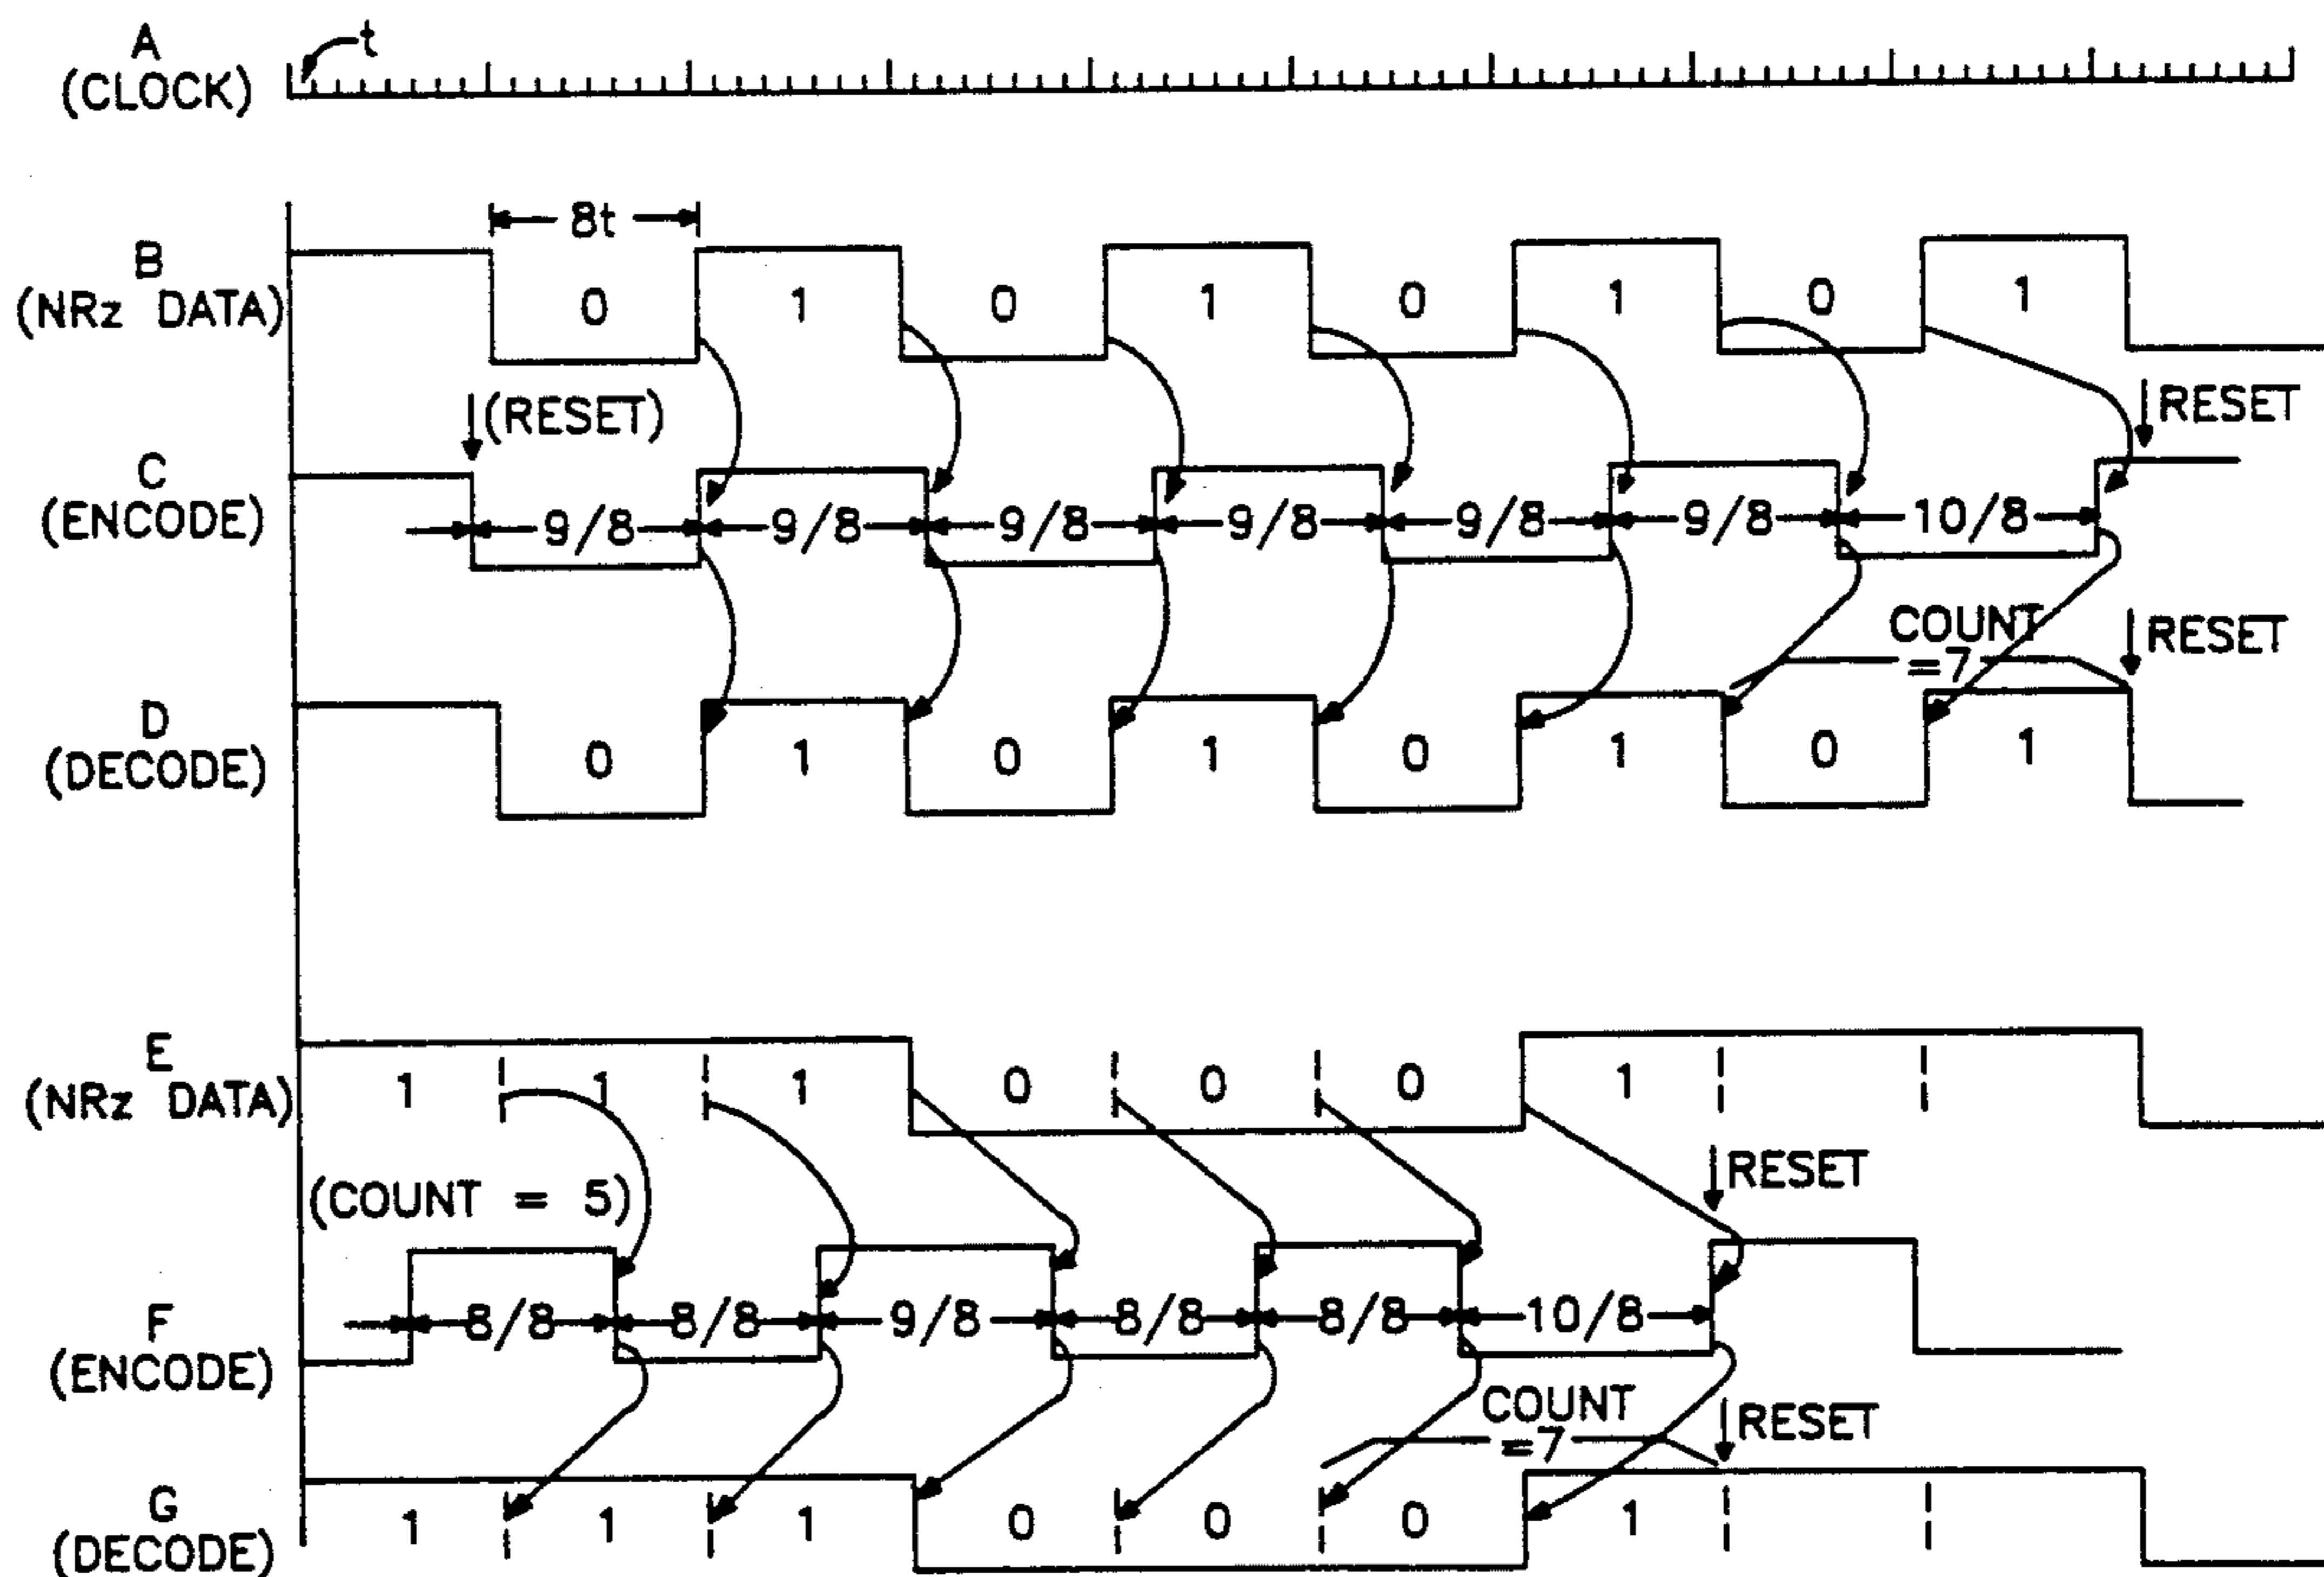 A
(CLOCK)
t
B
(NRz DATA)
8t
0 1 0 1 0 1 0 1
(RESET)
RESET
C
(ENCODE)
9/8 9/8 9/8 9/8 9/8 9/8 10/8
COUNT
=7
RESET
D
(DECODE)
0 1 0 1 0 1 0 1
E
(NRz DATA)
1 1 1 0 0 0 1
(COUNT = 5)
RESET
F
(ENCODE)
8/8 8/8 9/8 8/8 8/8 10/8
COUNT
=7
RESET
G
(DECODE)
1 1 1 0 0 0 1